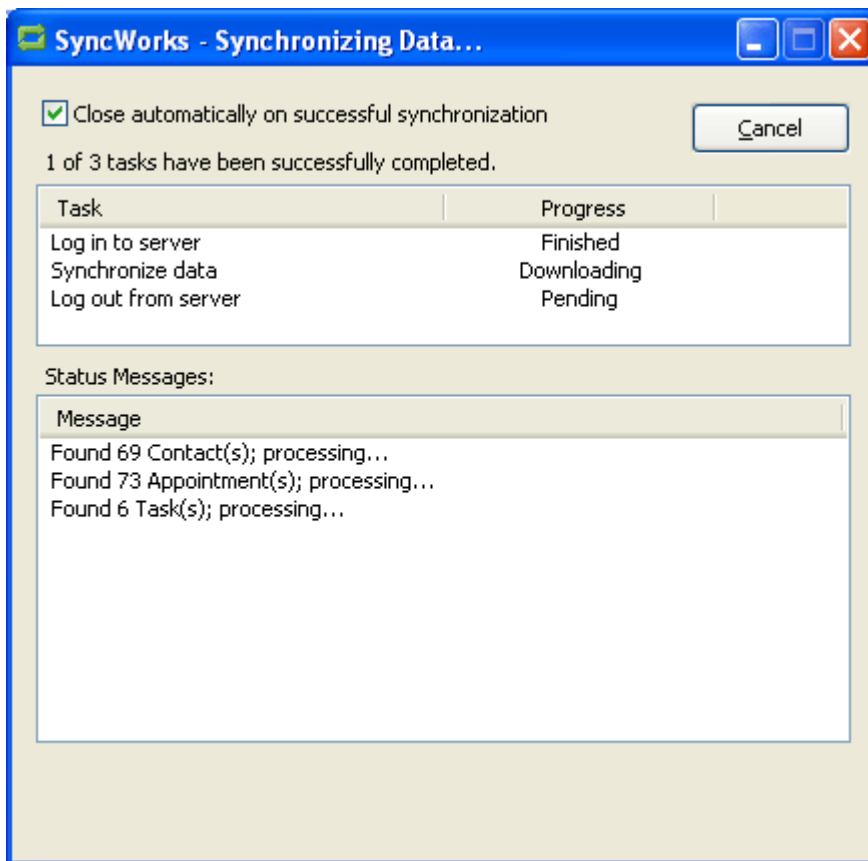 SyncWorks - Synchronizing Data...
Close automatically on successful synchronization
Cancel
1 of 3 tasks have been successfully completed.
Task Progress
Log in to server Finished
Synchronize data Downloading
Log out from server Pending
Status Messages:
Message
Found 69 Contact(s); processing...
Found 73 Appointment(s); processing...
Found 6 Task(s); processing...